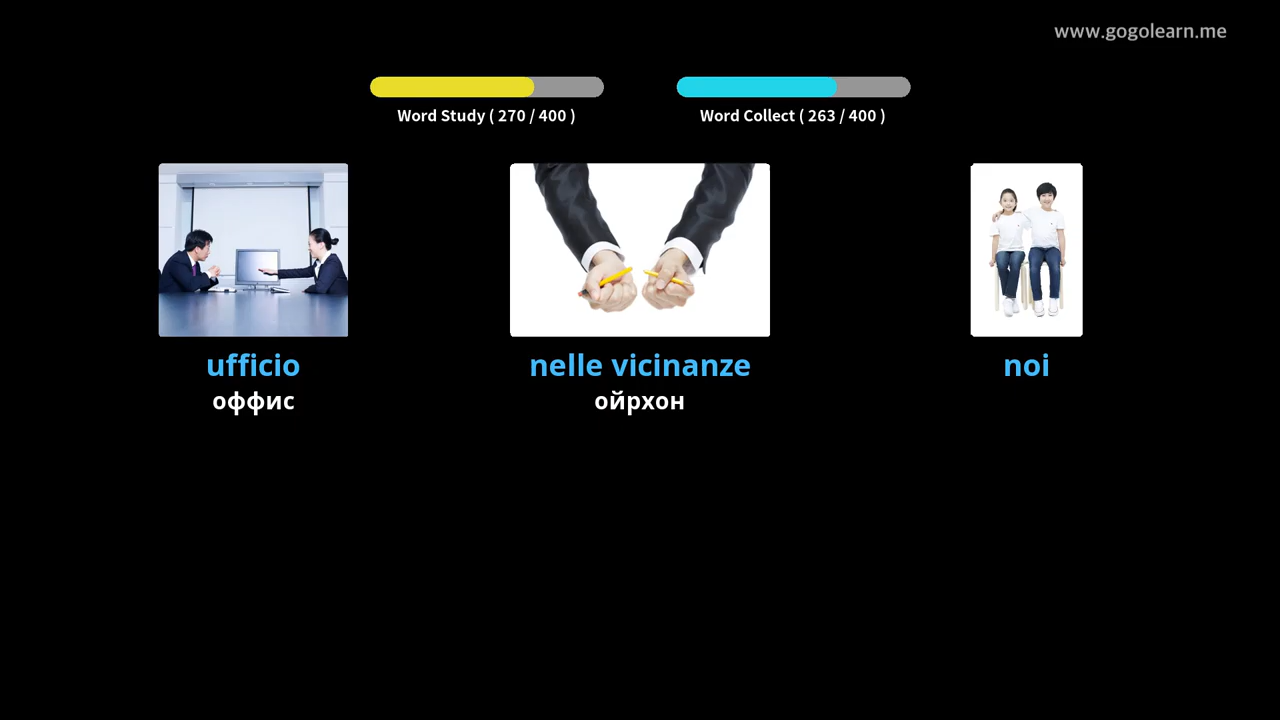 www.gogolearn.me
Word Study ( 270 / 400 )
Word Collect ( 263 / 400 )
ufficio
nelle vicinanze
noi
оффис
ойрхон